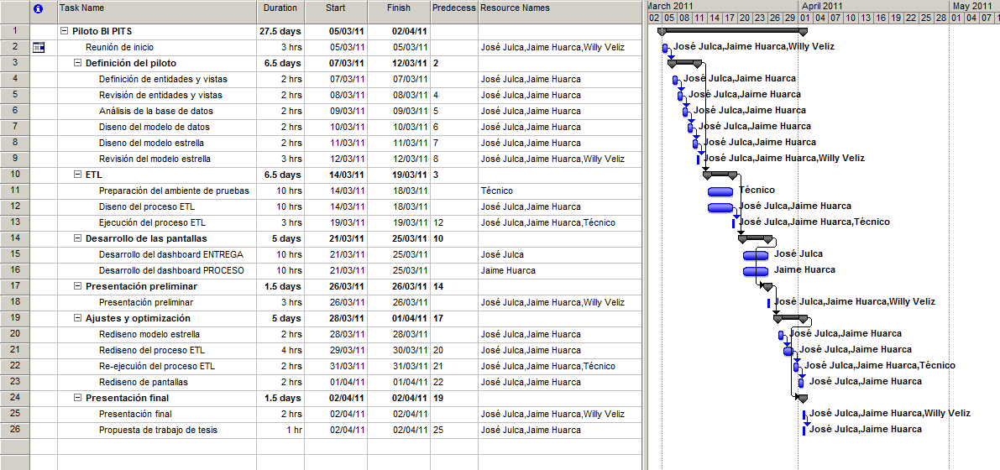 Task Name Duration Start Finish Predecess Resource Names
March 2011 April 2011 May 2011
02 05 08 11 14 17 20 23 26 29 01 04 07 10 13 16 19 22 25 28 01 04 07
1 Piloto BI PITS 27.5 days 05/03/11 02/04/11
2 Reunión de inicio 3 hrs 05/03/11 05/03/11 José Julca,Jaime Huarca,Willy Veliz José Julca,Jaime Huarca,Willy Veliz
3 Definición del piloto 6.5 days 07/03/11 12/03/11 2
4 Definición de entidades y vistas 2 hrs 07/03/11 07/03/11 José Julca,Jaime Huarca José Julca,Jaime Huarca
5 Revisión de entidades y vistas 2 hrs 08/03/11 08/03/11 4 José Julca,Jaime Huarca José Julca,Jaime Huarca
6 Análisis de la base de datos 2 hrs 09/03/11 09/03/11 5 José Julca,Jaime Huarca José Julca,Jaime Huarca
7 Diseno del modelo de datos 2 hrs 10/03/11 10/03/11 6 José Julca,Jaime Huarca José Julca,Jaime Huarca
8 Diseno del modelo estrella 2 hrs 11/03/11 11/03/11 7 José Julca,Jaime Huarca José Julca,Jaime Huarca
9 Revisión del modelo estrella 3 hrs 12/03/11 12/03/11 8 José Julca,Jaime Huarca,Willy Veliz José Julca,Jaime Huarca,Willy Veliz
10 ETL 6.5 days 14/03/11 19/03/11 3
11 Preparación del ambiente de pruebas 10 hrs 14/03/11 18/03/11 Técnico Técnico
12 Diseno del proceso ETL 10 hrs 14/03/11 18/03/11 José Julca,Jaime Huarca José Julca,Jaime Huarca
13 Ejecución del proceso ETL 3 hrs 19/03/11 19/03/11 12 José Julca,Jaime Huarca,Técnico José Julca,Jaime Huarca,Técnico
14 Desarrollo de las pantallas 5 days 21/03/11 25/03/11 10
15 Desarrollo del dashboard ENTREGA 10 hrs 21/03/11 25/03/11 José Julca José Julca
16 Desarrollo del dashboard PROCESO 10 hrs 21/03/11 25/03/11 Jaime Huarca Jaime Huarca
17 Presentación preliminar 1.5 days 26/03/11 26/03/11 14
18 Presentación preliminar 3 hrs 26/03/11 26/03/11 José Julca,Jaime Huarca,Willy Veliz José Julca,Jaime Huarca,Willy Veliz
19 Ajustes y optimización 5 days 28/03/11 01/04/11 17
20 Rediseno modelo estrella 2 hrs 28/03/11 28/03/11 José Julca,Jaime Huarca José Julca,Jaime Huarca
21 Rediseno del proceso ETL 4 hrs 29/03/11 30/03/11 20 José Julca,Jaime Huarca José Julca,Jaime Huarca
22 Re-ejecuión del proceso ETL 2 hrs 31/03/11 31/03/11 21 José Julca,Jaime Huarca,Técnico José Julca,Jaime Huarca,Técnico
23 Rediseno de pantallas 2 hrs 01/04/11 01/04/11 22 José Julca,Jaime Huarca José Julca,Jaime Huarca
24 Presentación final 1.5 days 02/04/11 02/04/11 19
25 Presentación final 2 hrs 02/04/11 02/04/11 José Julca,Jaime Huarca,Willy Veliz José Julca,Jaime Huarca,Willy Veliz
26 Propuesta de trabajo de tesis 1 hr 02/04/11 02/04/11 25 José Julca,Jaime Huarca José Julca,Jaime Huarca